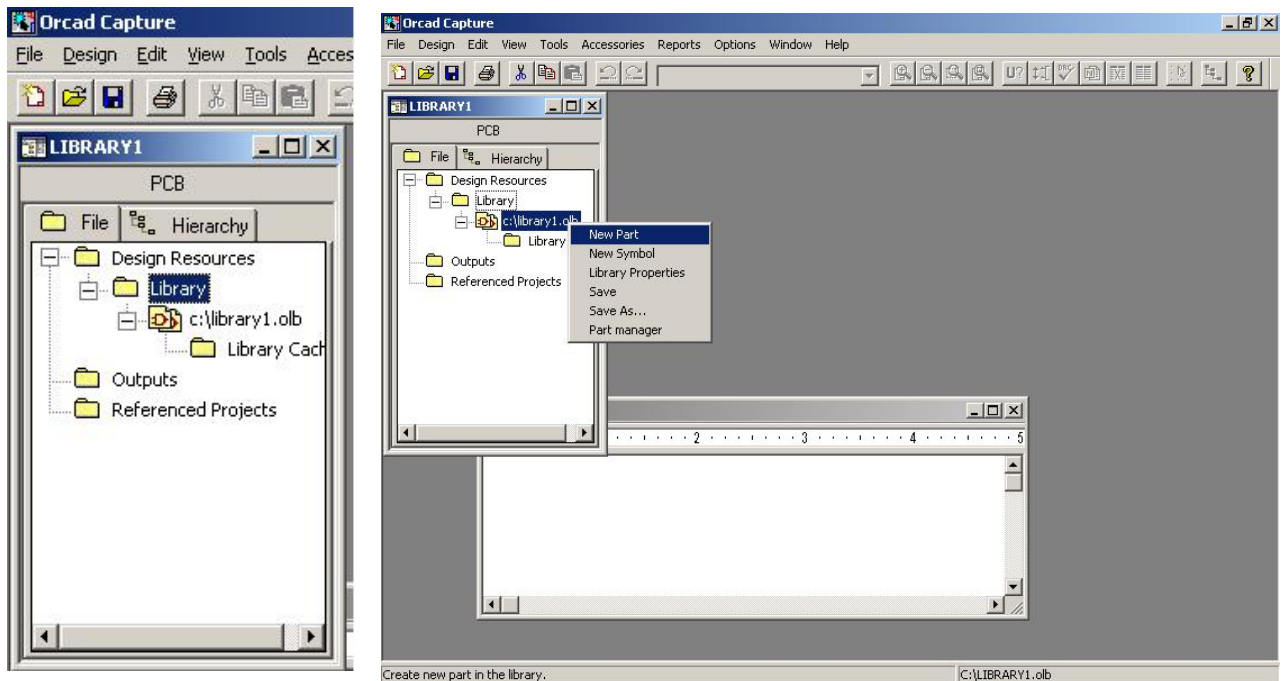 Orcad Capture
File Design Edit View Tools Acces
LIBRARY1
PCB
File Hierarchy
Design Resources
Library
c:\library1.olb
Library Cach
Outputs
Referenced Projects
Orcad Capture
File Design Edit View Tools Accessories Reports Options Window Help
U? DRC ?
LIBRARY1
PCB
File Hierarchy
Design Resources
Library
c:\library1.olb
Library
Outputs
Referenced Projects
New Part
New Symbol
Library Properties
Save
Save As...
Part manager
2 3 4 5
Create new part in the library. C:\LIBRARY1.olb